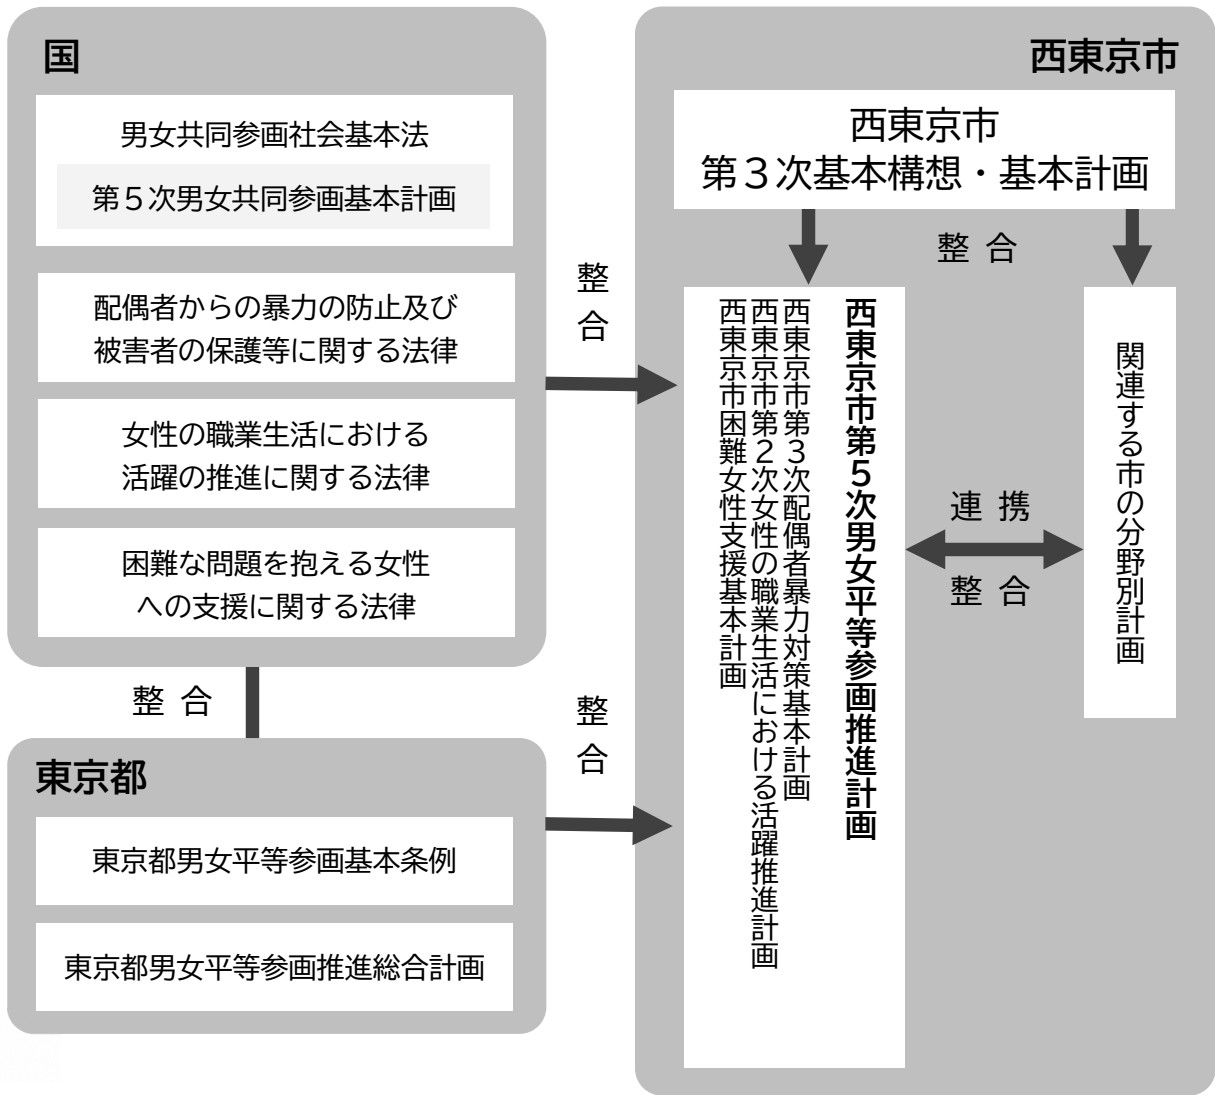 国
男女共同参画社会基本法
第５次男女共同参画基本計画
配偶者からの暴力の防止及び
被害者の保護等に関する法律
女性の職業生活における
活躍の推進に関する法律
困難な問題を抱える女性
への支援に関する法律
整合
東京都
東京都男女平等参画基本条例
東京都男女平等参画推進総合計画
整合
整合
西東京市
西東京市
第３次基本構想・基本計画
整合
西東京市第５次男女平等参画推進計画
西東京市第３次配偶者暴力対策基本計画
西東京市第２次女性の職業生活における活躍推進計画
西東京市困難女性支援基本計画
連携
整合
関連する市の分野別計画